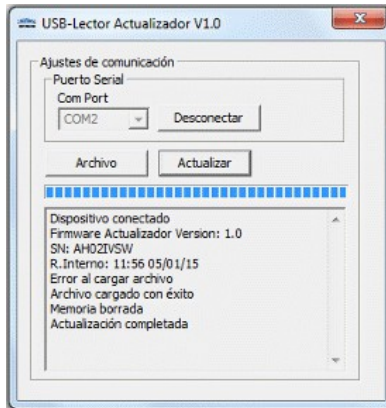 USB-Lector Actualizador V1.0
Ajustes de comunicación
Puerto Serial
Com Port
COM2
Desconectar
Archivo
Actualizar
Dispositivo conectado
Firmware Actualizador Version: 1.0
SN: AH02IVSW
R.Interno: 11:56 05/01/15
Error al cargar archivo
Archivo cargado con éxito
Memoria borrada
Actualización completada